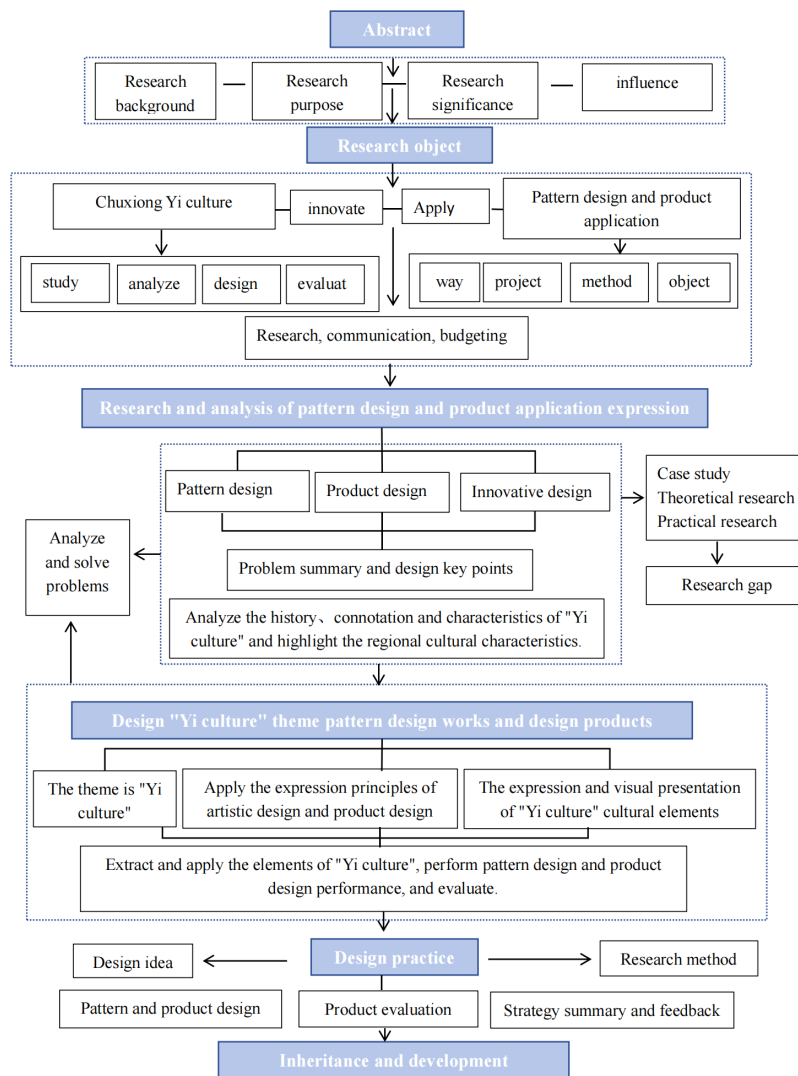 Abstract
Research
background
Research
purpose
Research
significance
influence
Research object
Chuxiong Yi culture
innovate
Apply
Pattern design and product
application
study
analyze
design
evaluat
way
project
method
object
Research, communication, budgeting
Research and analysis of pattern design and product application expression
Pattern design
Product design
Innovative design
Case study
Theoretical research
Practical research
Analyze
and solve
problems
Problem summary and design key points
Research gap
Analyze the history、connotation and characteristics of "Yi
culture" and highlight the regional cultural characteristics.
Design "Yi culture" theme pattern design works and design products
The theme is "Yi
culture"
Apply the expression principles of
artistic design and product design
The expression and visual presentation
of "Yi culture" cultural elements
Extract and apply the elements of "Yi culture", perform pattern design and product
design performance, and evaluate.
Design idea
Design practice
Research method
Pattern and product design
Product evaluation
Strategy summary and feedback
Inheritance and development